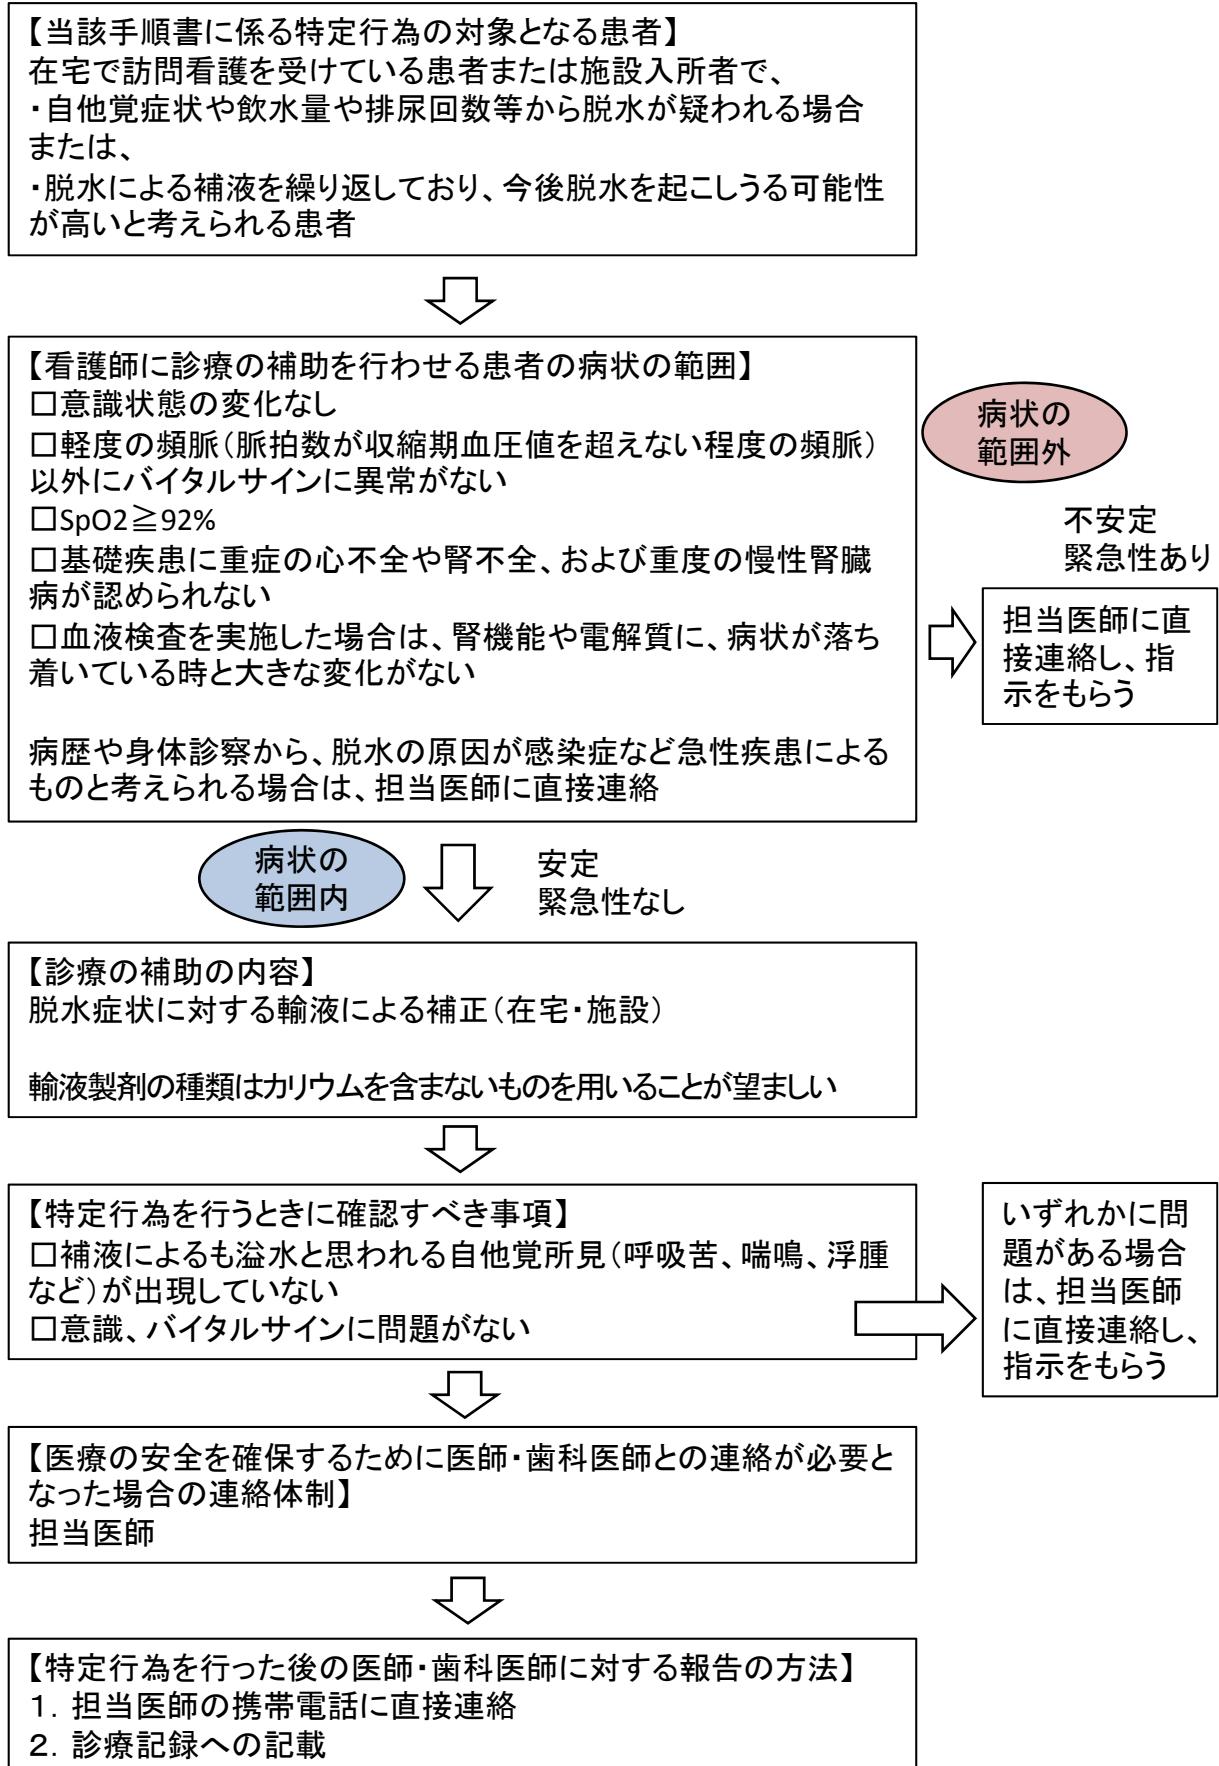 【当該手順書に係る特定行為の対象となる患者】
在宅で訪問看護を受けている患者または施設入所者で、
・自他覚症状や飲水量や排尿回数等から脱水が疑われる場合
または、
・脱水による補液を繰り返しており、今後脱水を起こしうる可能性
が高いと考えられる患者
【看護師に診療の補助を行わせる患者の病状の範囲】
□意識状態の変化なし
□軽度の頻脈（脈拍数が収縮期血圧値を超えない程度の頻脈）
以外にバイタルサインに異常がない
□SpO2≧92%
□基礎疾患に重症の心不全や腎不全、および重度の慢性腎臓
病が認められない
□血液検査を実施した場合は、腎機能や電解質に、病状が落ち
着いている時と大きな変化がない
病歴や身体診察から、脱水の原因が感染症など急性疾患による
ものと考えられる場合は、担当医師に直接連絡
病状の
範囲外
不安定
緊急性あり
担当医師に直
接連絡し、指
示をもらう
病状の
範囲内
安定
緊急性なし
【診療の補助の内容】
脱水症状に対する輸液による補正（在宅・施設）
輸液製剤の種類はカリウムを含まないものを用いることが望ましい
【特定行為を行うときに確認すべき事項】
□補液によるも溢水と思われる自他覚所見（呼吸苦、喘鳴、浮腫
など）が出現していない
□意識、バイタルサインに問題がない
いずれかに問
題がある場合
は、担当医師
に直接連絡し、
指示をもらう
【医療の安全を確保するために医師・歯科医師との連絡が必要と
なった場合の連絡体制】
担当医師
【特定行為を行った後の医師・歯科医師に対する報告の方法】
１．担当医師の携帯電話に直接連絡
２．診療記録への記載